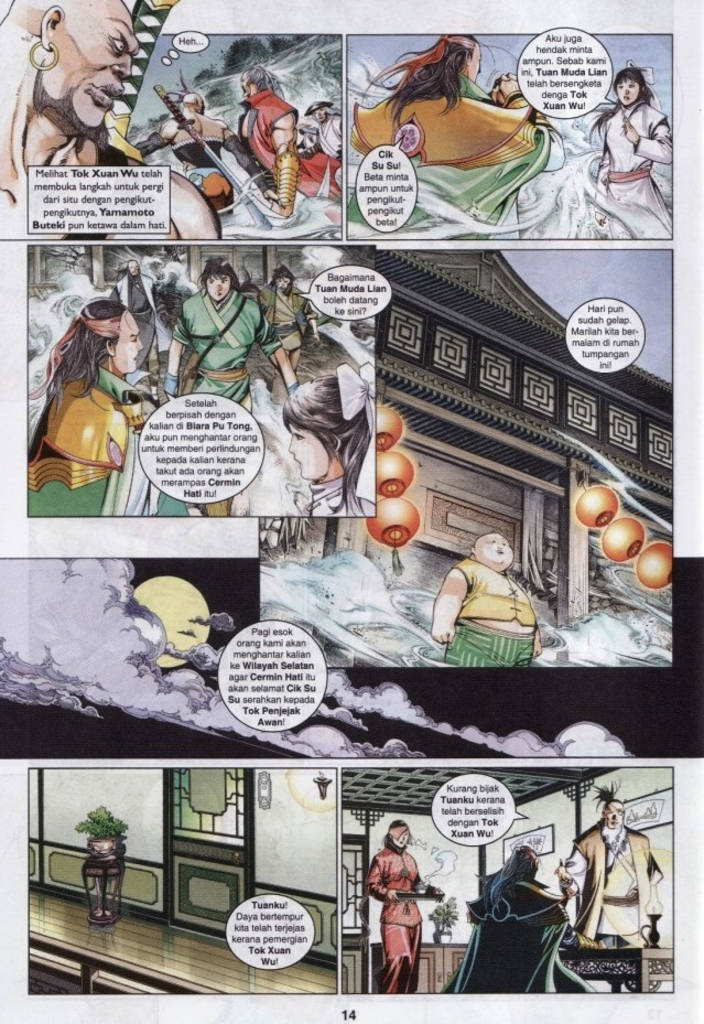 Heh...
Melihat Tok Xuan Wu telah
membuka langkah untuk pergi
dari situ dengan pengikut-
pengikutnya, Yamamoto
Buteki pun ketawa dalam hati.
Aku juga
hendak minta
ampun. Sebab kami
ini, Tuan Muda Lian
telah bersengketa
denga Tok
Xuan Wu!
Cik
Su Su!
Beta minta
ampun untuk
pengikut-
pengikut
beta!
Bagaimana
Tuan Muda Lian
boleh datang
ke sini?
Setelah
berpisah dengan
kalian di Biara Pu Tong,
aku pun menghantar orang
untuk memberi perlindungan
kepada kalian kerana
takut ada orang akan
merampas Cermin
Hati itu!
Hari pun
sudah gelap.
Marilah kita ber-
malam di rumah
tumpangan
ini!
Pagi esok
orang kami akan
menghantar kalian
ke Wilayah Selatan
agar Cermin Hati itu
akan selamat Cik Su
Su serahkan kepada
Tok Penjejak
Awan!
Tuanku!
Daya bertempur
kita telah terjejas
kerana pemergian
Tok Xuan
Wu!
Kurang bijak
Tuanku kerana
telah berselisih
dengan Tok
Xuan Wu!
14